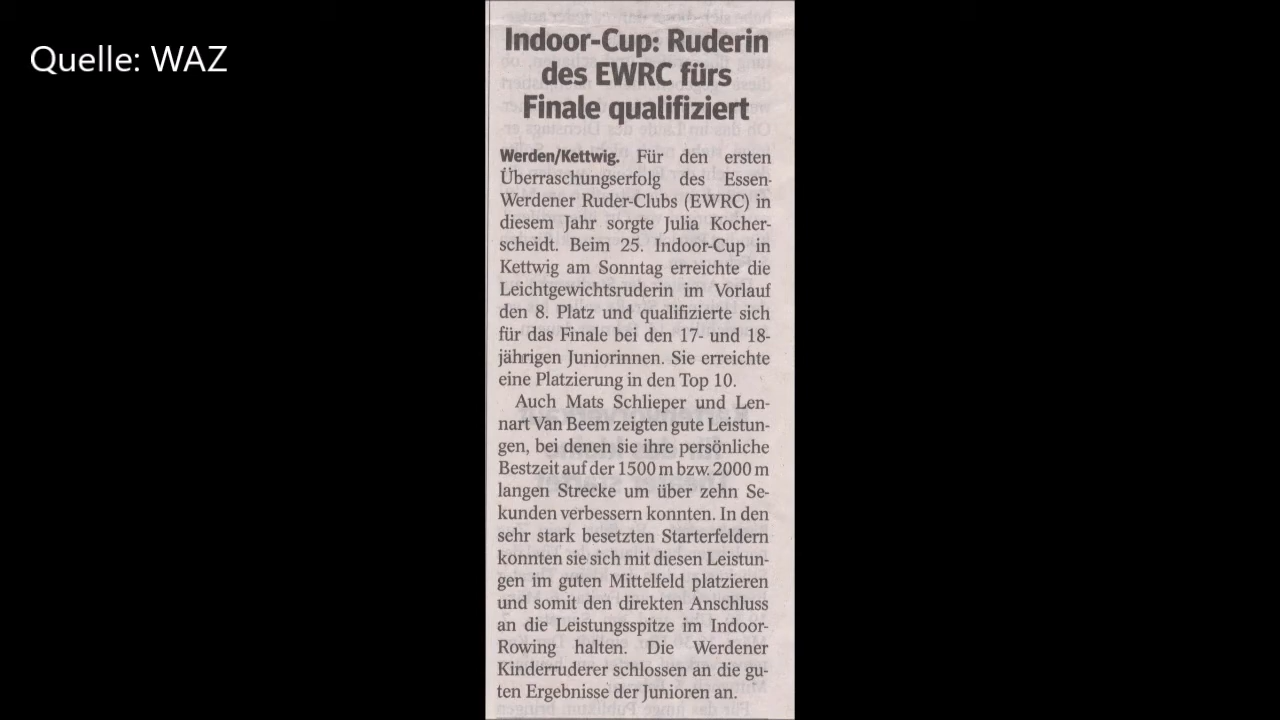 Quelle: WAZ
Indoor-Cup: Ruderin
des EWRC fürs
Finale qualifiziert
Werden/Kettwig. Für den ersten
Überraschungserfolg des Essen-
Werdener Ruder-Clubs (EWRC) in
diesem Jahr sorgte Julia Kocher-
scheidt. Beim 25. Indoor-Cup in
Kettwig am Sonntag erreichte die
Leichtgewichtsruderin im Vorlauf
den 8. Platz und qualifizierte sich
für das Finale bei den 17- und 18-
jährigen Juniorinnen. Sie erreichte
eine Platzierung in den Top 10.
Auch Mats Schlieper und Len-
nart Van Beem zeigten gute Leistun-
gen, bei denen sie ihre persönliche
Bestzeit auf der 1500 m bzw. 2000 m
langen Strecke um über zehn Se-
kunden verbessern konnten. In den
sehr stark besetzten Starterfeldern
konnten sie sich mit diesen Leistun-
gen im guten Mittelfeld platzieren
und somit den direkten Anschluss
an die Leistungsspitze im Indoor-
Rowing halten. Die Werdener
Kinderruderer schlossen an die gu-
ten Ergebnisse der Junioren an.